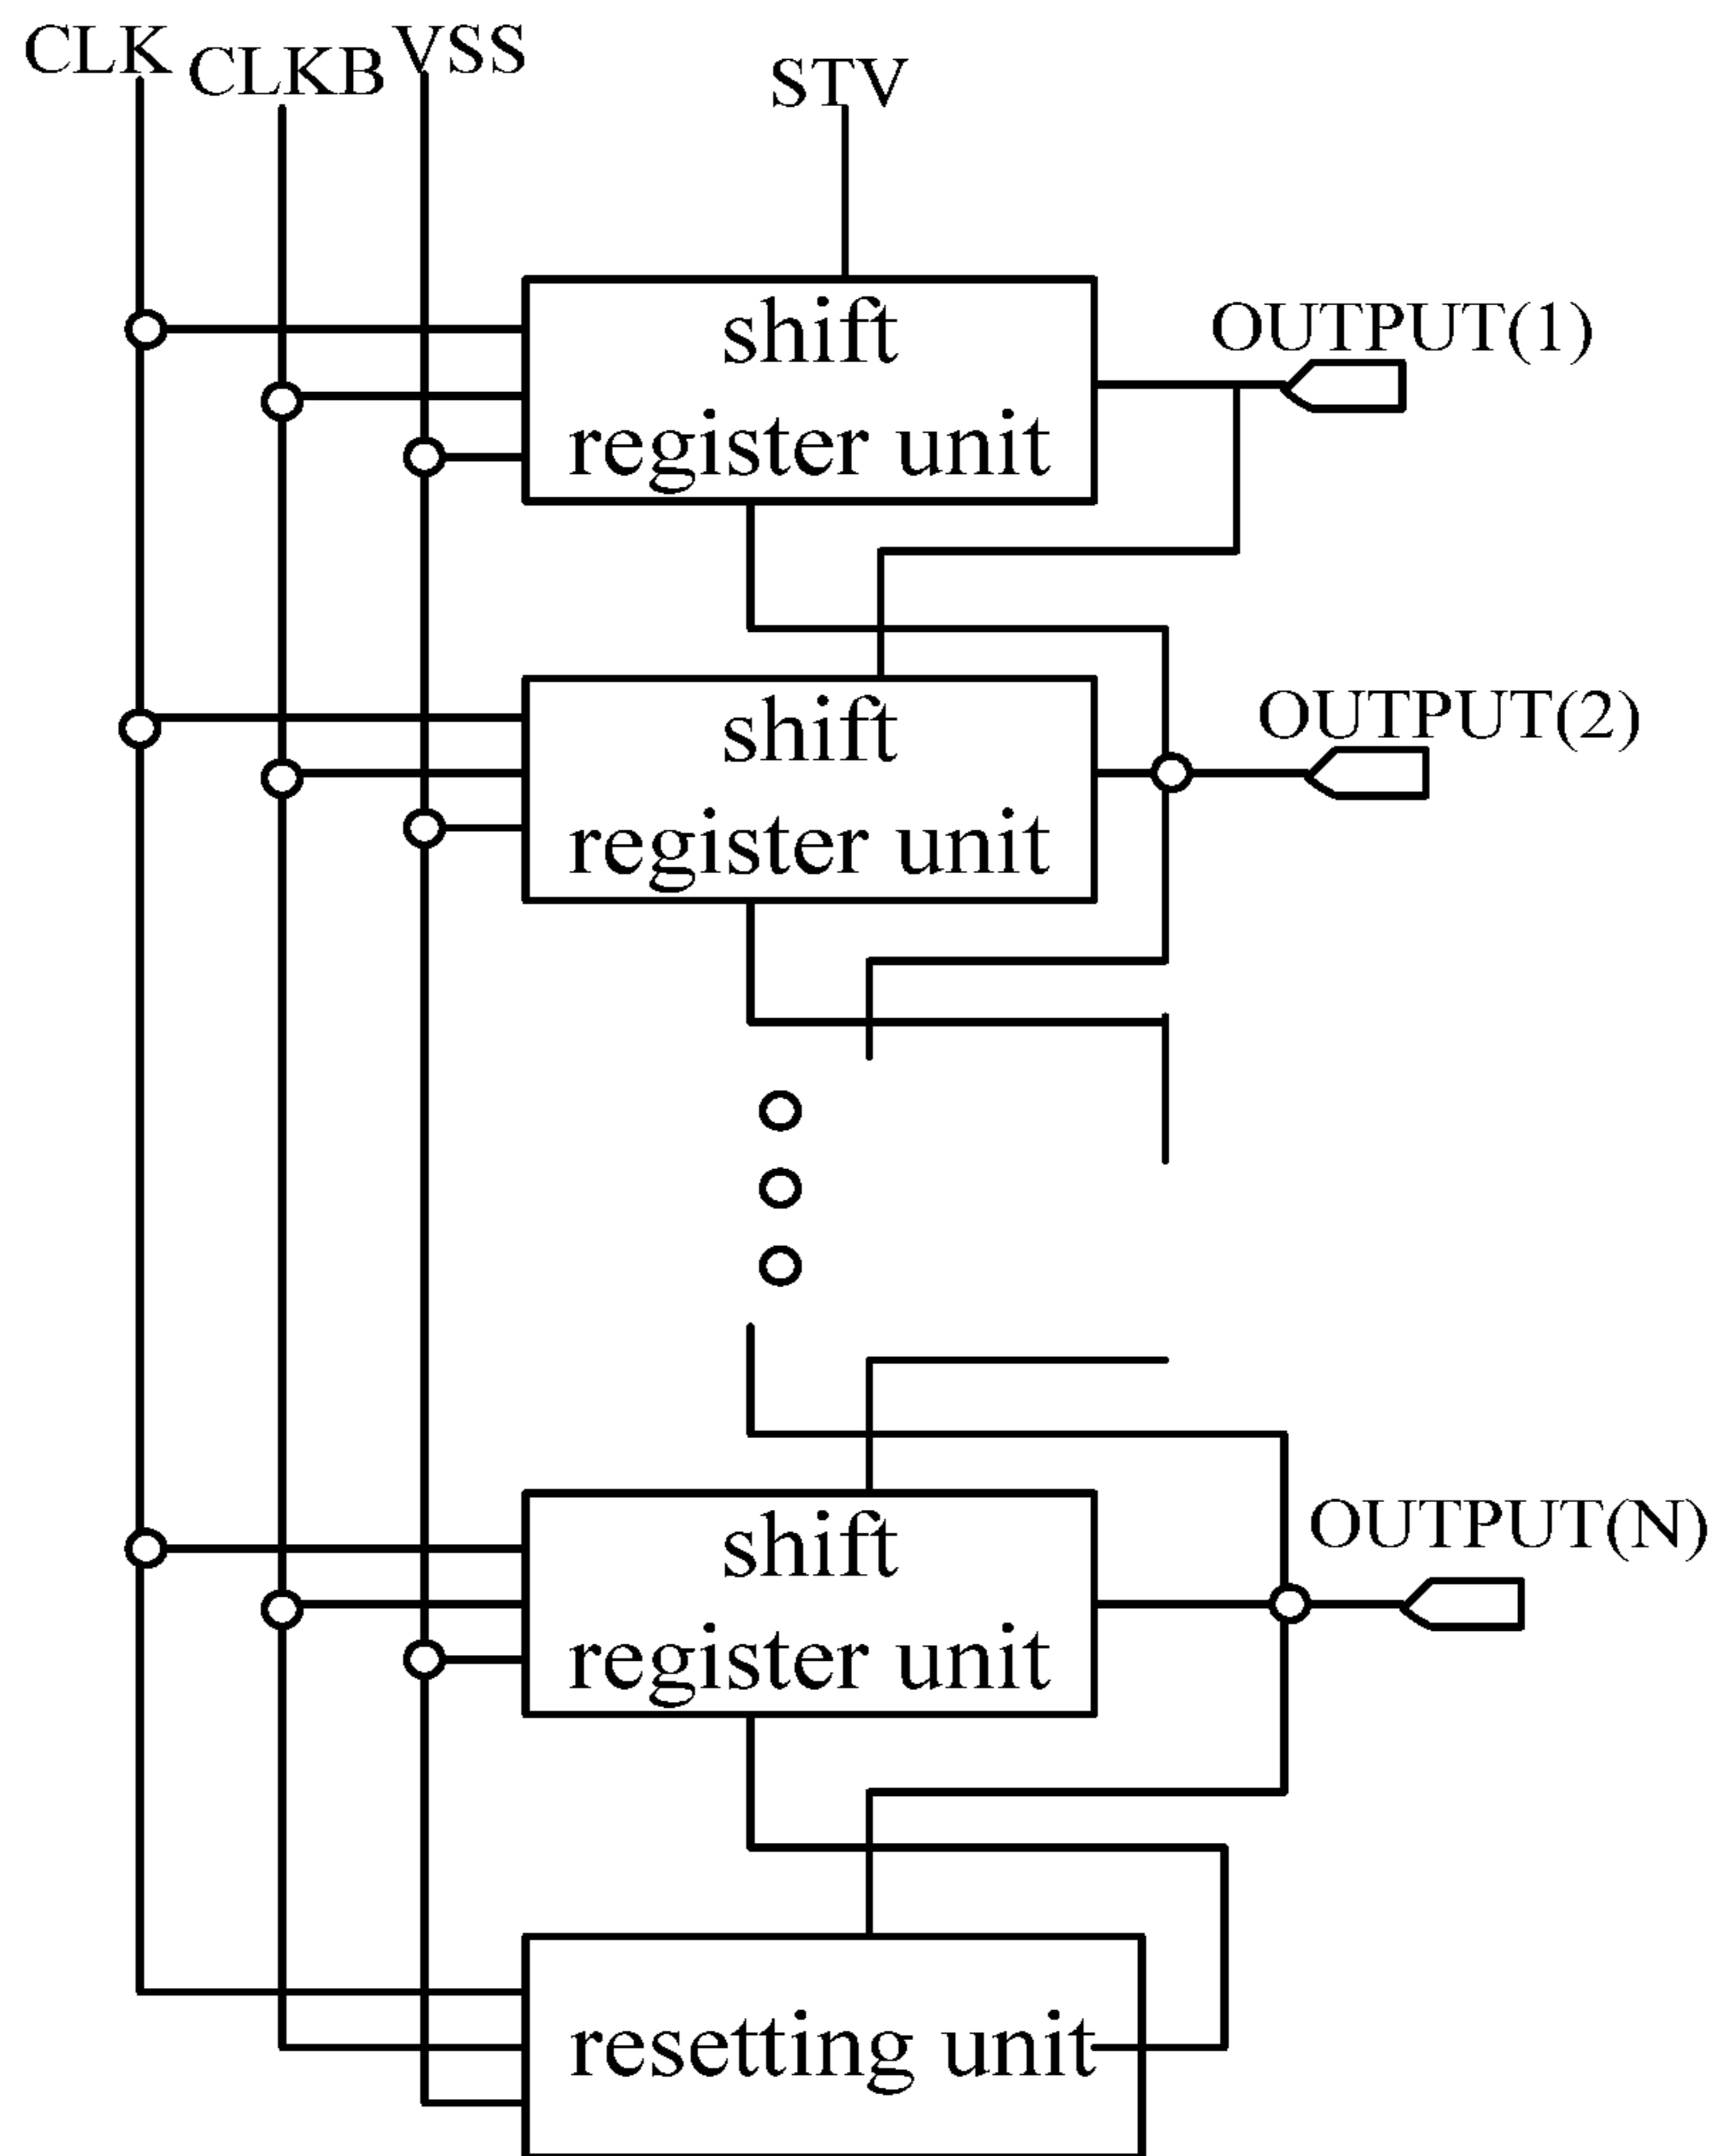 CLK CLKB VSS
STV
shift
register unit
OUTPUT(1)
shift
register unit
OUTPUT(2)
shift
register unit
OUTPUT(N)
resetting unit